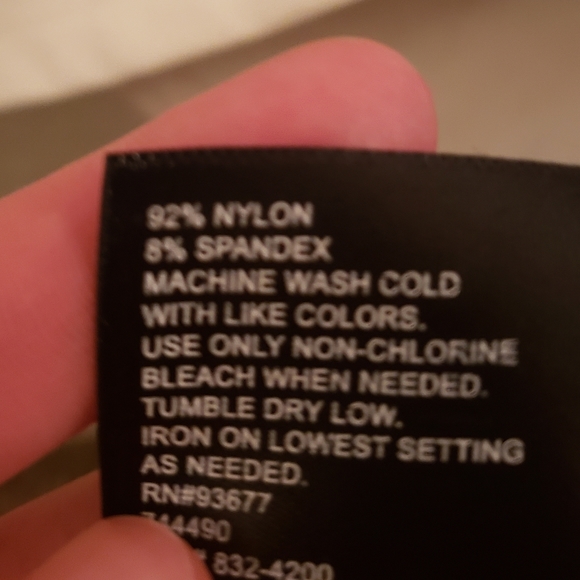 92% NYLON
8% SPANDEX
MACHINE WASH COLD
WITH LIKE COLORS.
USE ONLY NON-CHLORINE
BLEACH WHEN NEEDED.
TUMBLE DRY LOW.
IRON ON LOWEST SETTING
AS NEEDED.
RN#93677
744490
832-4200